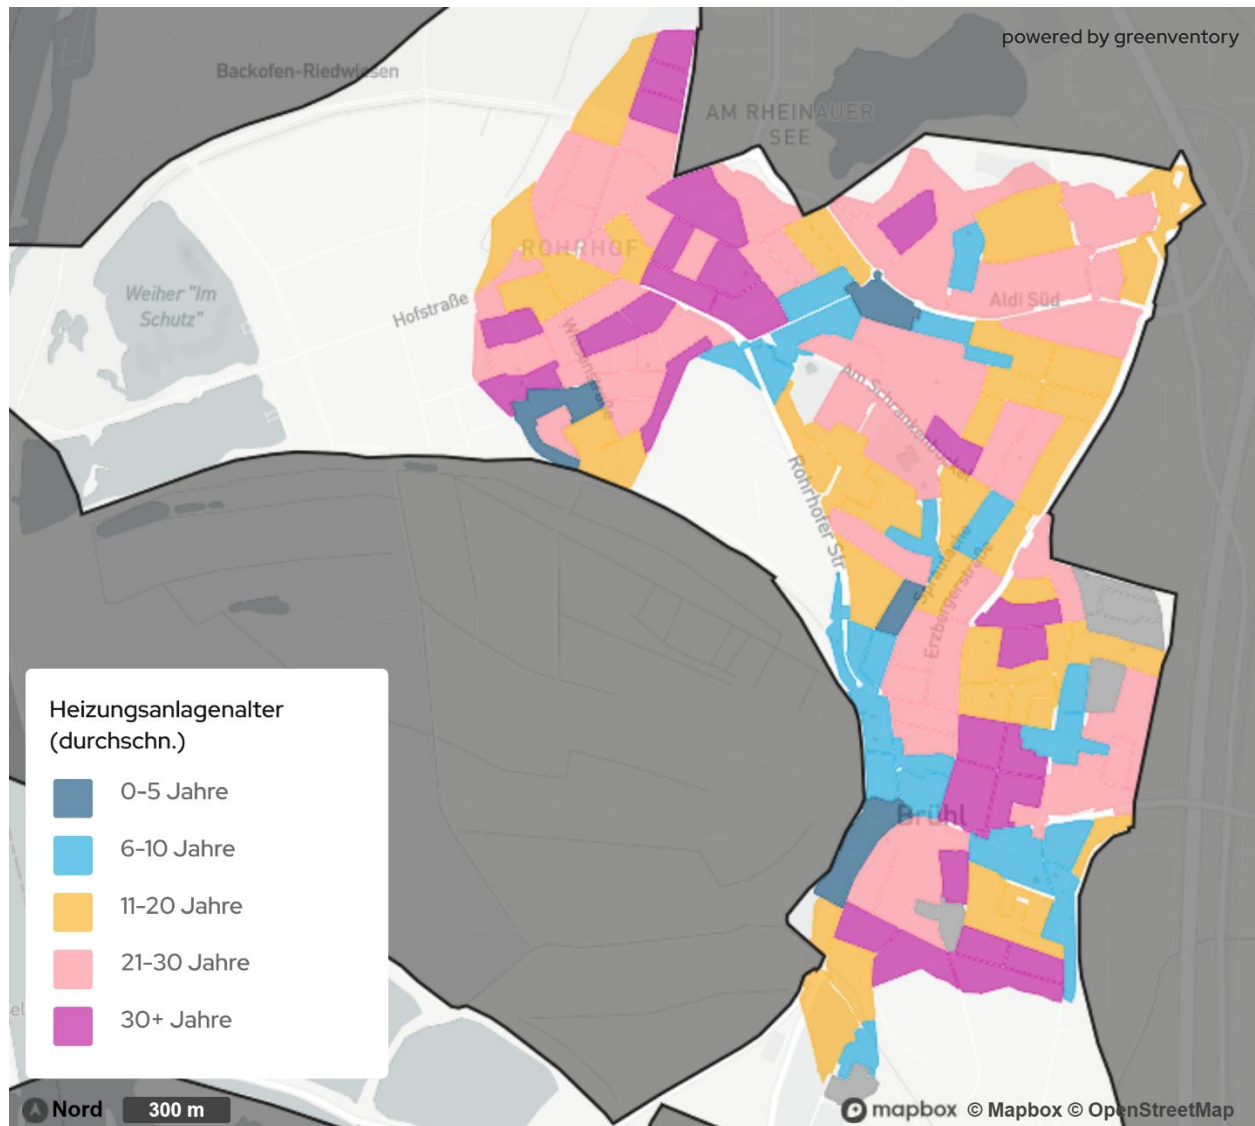 powered by greenventory
Backofen-Riedwiesen
AM RHEINAUER
SEE
ROHRHOF
Weiher "Im
Schutz"
Hofstraße
Aldi Süd
Wiesenstraße
Am Schrankenbuckel
Rohrhofer Str
Spraulache
Erzbergerstraße
Brühl
Heizungsanlagenalter
(durchschn.)
0-5 Jahre
6-10 Jahre
11-20 Jahre
21-30 Jahre
30+ Jahre
Nord
300 m
mapbox © Mapbox © OpenStreetMap